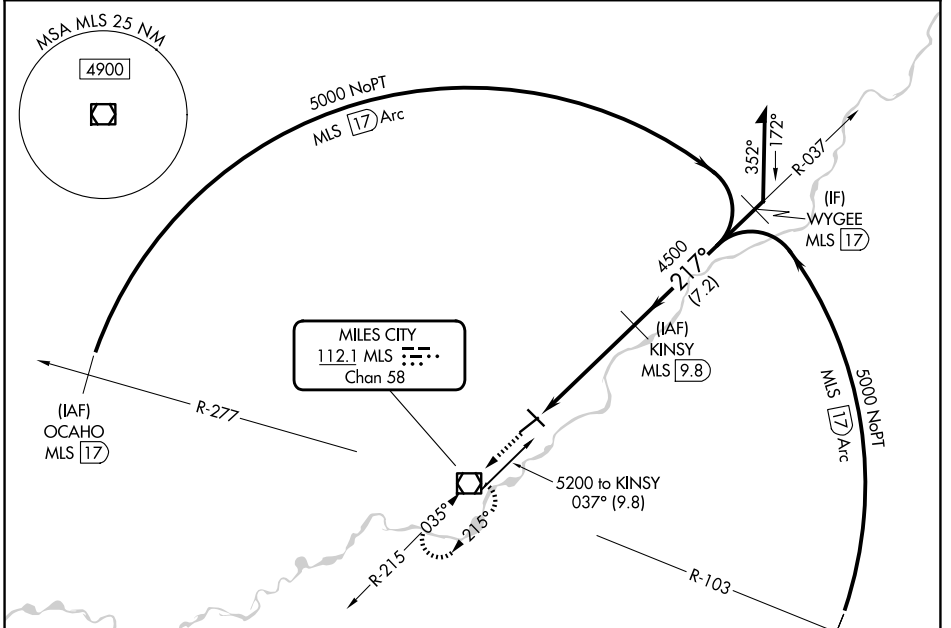 MSA MLS 25 NM
4900
5000 NoPT
MLS 17 Arc
352°
172°
R-037
(IF)
WYGEE
MLS 17
4500
217°
(7.2)
(IAF)
KINSY
MLS 9.8
MILES CITY
112.1 MLS
Chan 58
(IAF)
OCAHO
MLS 17
R-277
5000 NoPT
MLS 17 Arc
5200 to KINSY
037° (9.8)
035°
215°
R-215
R-103